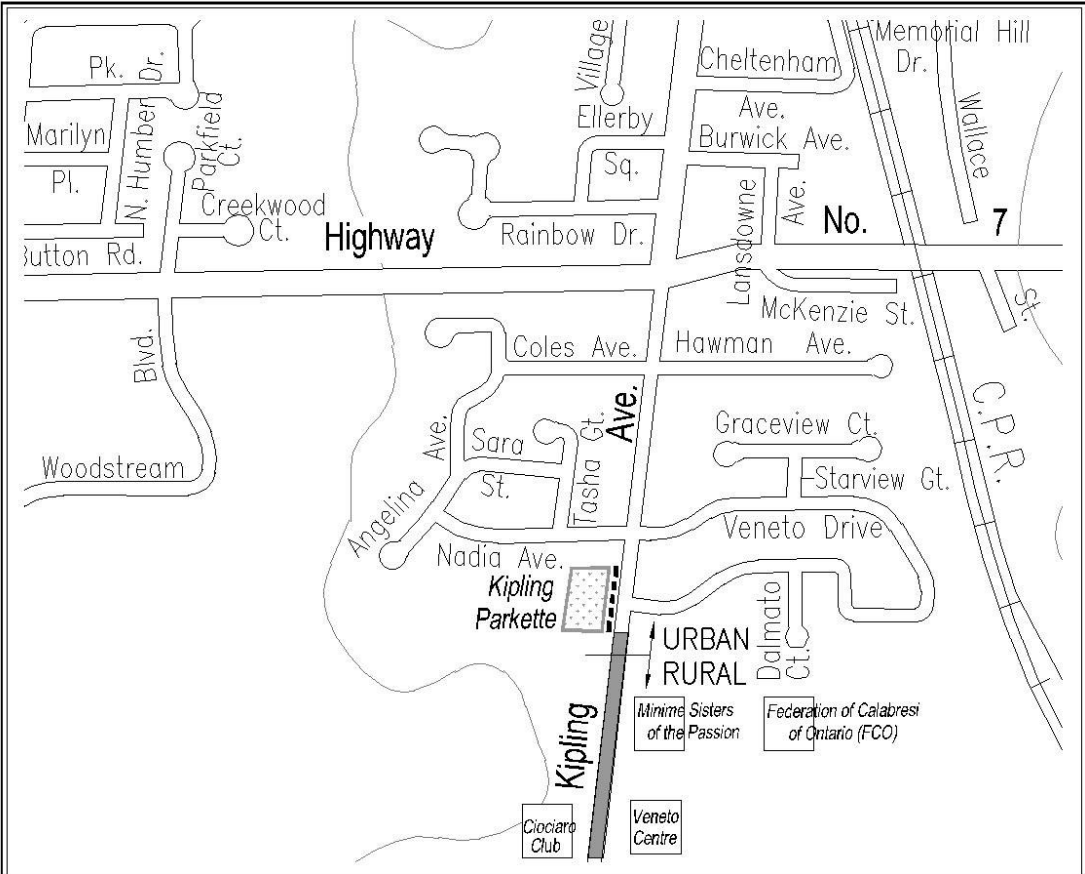 Memorial Hill
Dr.
Pk.
Dr.
Village
Cheltenham
Ave.
Wallace
Marilyn
Pl.
N. Humber
Parkfield
Ct.
Ellerby
Sq.
Burwick Ave.
Creekwood
Ct.
Lansdowne
Ave.
Highway
No.
7
Rainbow Dr.
Button Rd.
McKenzie St.
St.
Blvd.
Coles Ave.
Hawman Ave.
Ave.
C.P.R.
Woodstream
Ave.
Sara
St.
Tasha Gt.
Graceview Ct.
Starview Gt.
Angelina
Nadia Ave.
Veneto Drive
Kipling
Parkette
Dalmato
Ct.
URBAN
RURAL
Kipling
Minime Sisters
of the Passion
Federation of Calabresi
of Ontario (FCO)
Ciociaro
Club
Veneto
Centre